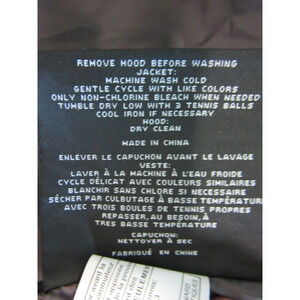 REMOVE HOOD BEFORE WASHING
JACKET:
MACHINE WASH COLD
GENTLE CYCLE WITH LIKE COLORS
ONLY NON-CHLORINE BLEACH WHEN NEEDED
TUMBLE DRY LOW WITH 3 TENNIS BALLS
COOL IRON IF NECESSARY
HOOD:
DRY CLEAN
MADE IN CHINA
ENLEVER LE CAPUCHON AVANT LE LAVAGE
VESTE:
LAVER À LA MACHINE À L'EAU FROIDE
CYCLE DÉLICAT AVEC COULEURS SIMILAIRES
BLANCHIR SANS CHLORE SI NÉCESSAIRE
SÉCHER PAR CULBUTAGE À BASSE TEMPÉRATURE
AVEC TROIS BOULES DE TENNIS PROPRES
REPASSER, AU BESOIN, À
TRES BASSE TEMPÉRATURE
CAPUCHON:
NETTOYER À SEC
FABRIQUÉ EN CHINE